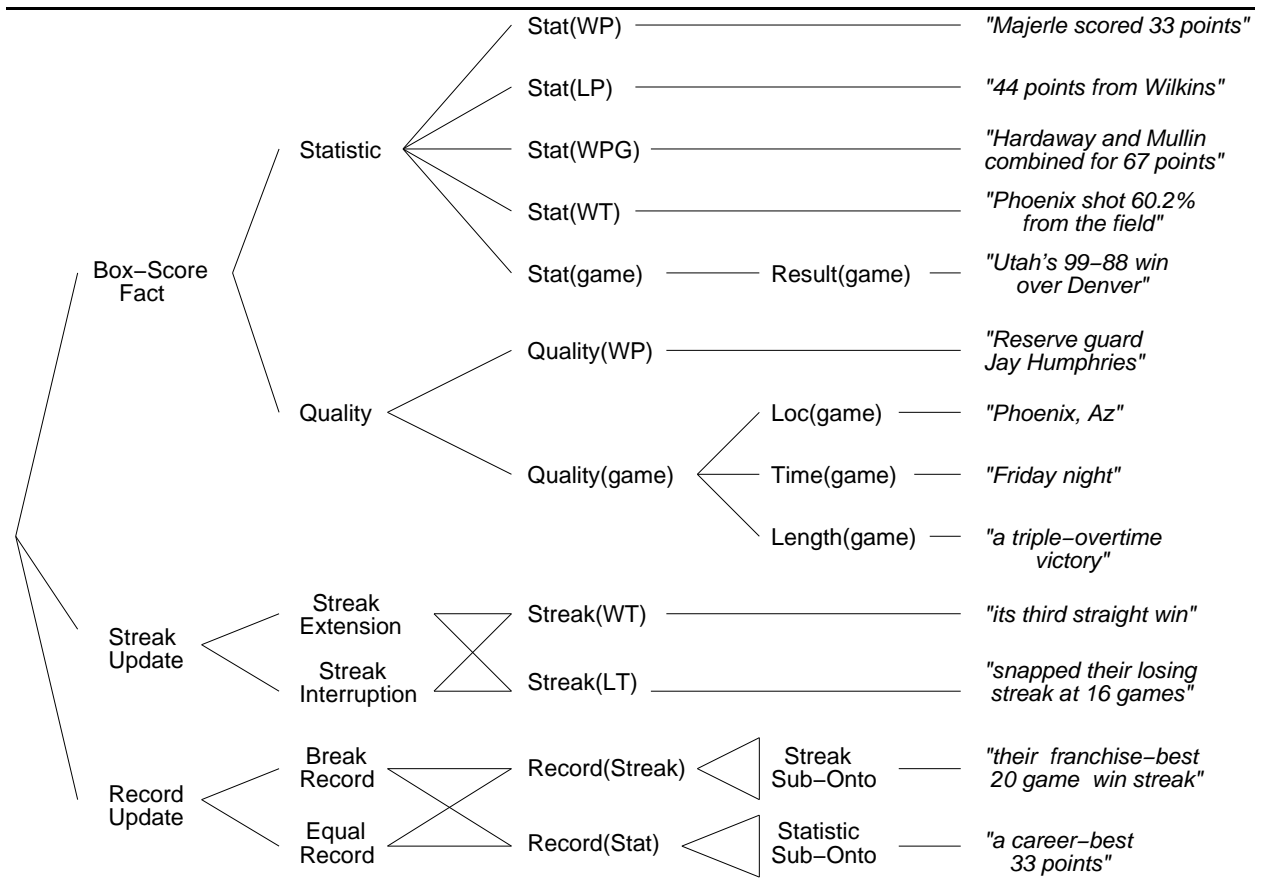 Stat(WP)
"Majerle scored 33 points"
Stat(LP)
"44 points from Wilkins"
Statistic
Stat(WPG)
"Hardaway and Mullin
combined for 67 points"
Stat(WT)
"Phoenix shot 60.2%
from the field"
Box−Score
Fact
Stat(game)
Result(game)
"Utah's 99−88 win
over Denver"
Quality(WP)
"Reserve guard
Jay Humphries"
Quality
Loc(game)
"Phoenix, Az"
Quality(game)
Time(game)
"Friday night"
Length(game)
"a triple−overtime
victory"
Streak
Update
Streak
Extension
Streak(WT)
"its third straight win"
Streak
Interruption
Streak(LT)
"snapped their losing
streak at 16 games"
Record
Update
Break
Record
Record(Streak)
Streak
Sub−Onto
"their franchise−best
20 game win streak"
Equal
Record
Record(Stat)
Statistic
Sub−Onto
"a career−best
33 points"